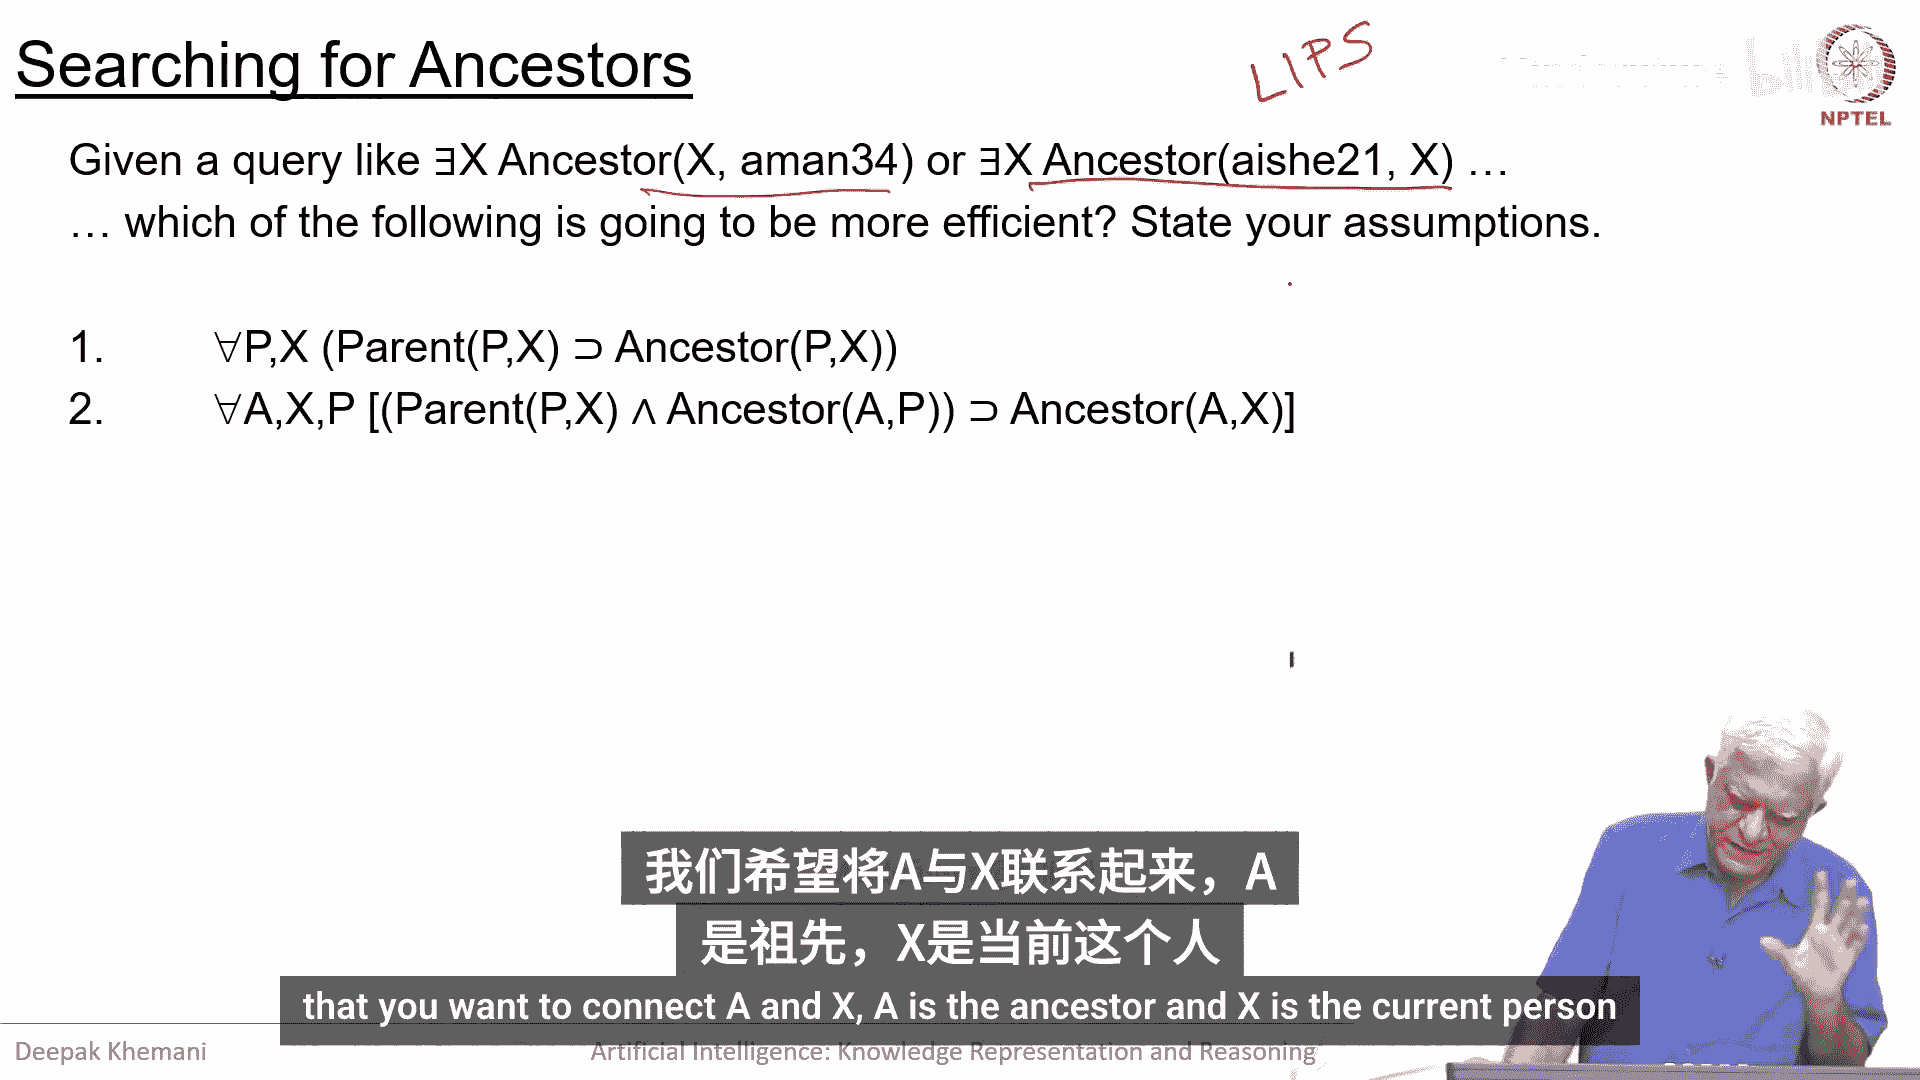 Searching for Ancestors
LIPS
NPTEL
Given a query like ∃X Ancestor(X, aman34) or ∃X Ancestor(aishe21, X) …
… which of the following is going to be more efficient? State your assumptions.
1. ∀P,X (Parent(P,X) ⊃ Ancestor(P,X))
2. ∀A,X,P [(Parent(P,X) ∧ Ancestor(A,P)) ⊃ Ancestor(A,X)]
我们希望将A与X联系起来，A
是祖先，X是当前这个人
that you want to connect A and X, A is the ancestor and X is the current person
Deepak Khemani
Artificial Intelligence: Knowledge Representation and Reasoning